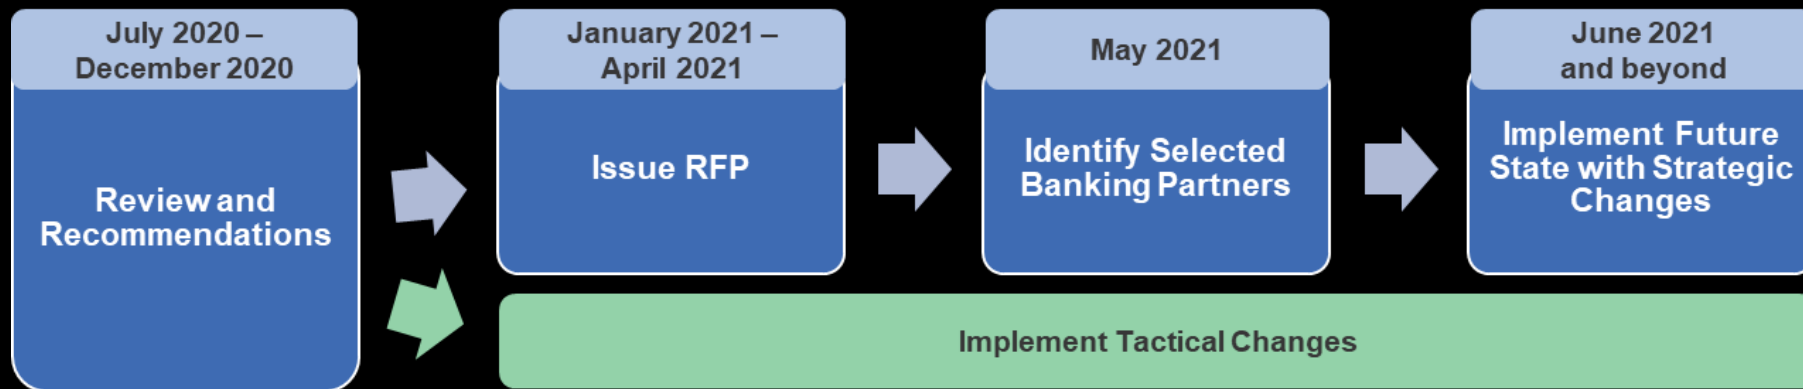 July 2020 –
December 2020
Review and
Recommendations
January 2021 –
April 2021
Issue RFP
May 2021
Identify Selected
Banking Partners
June 2021
and beyond
Implement Future
State with Strategic
Changes
Implement Tactical Changes